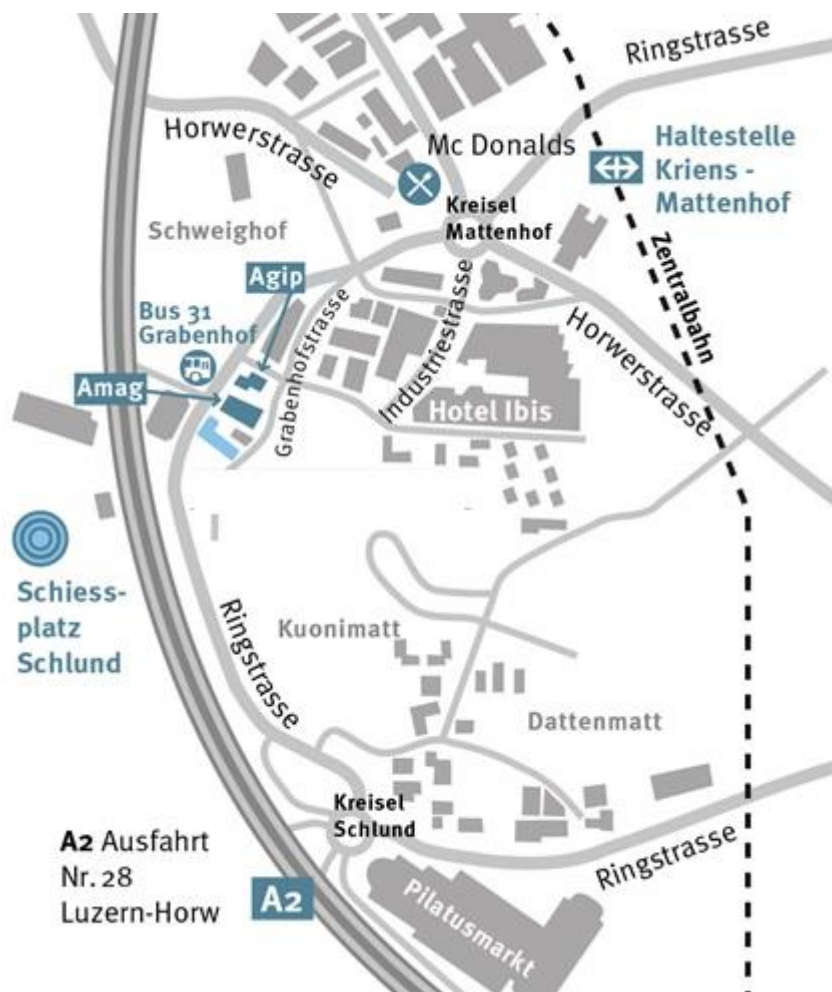 Ringstrasse
Horwerstrasse
Mc Donalds
Haltestelle
Kriens -
Mattenhof
Kreisel
Mattenhof
Schweighof
Zentralbahn
Agip
Bus 31
Grabenhof
Grabenhofstrasse
Industriestrasse
Horwerstrasse
Amag
Hotel Ibis
Schiess-
platz
Schlund
Ringstrasse
Kuonimatt
Dattenmatt
Kreisel
Schlund
Ringstrasse
A2 Ausfahrt
Nr. 28
Luzern-Horw
A2
Pilatusmarkt